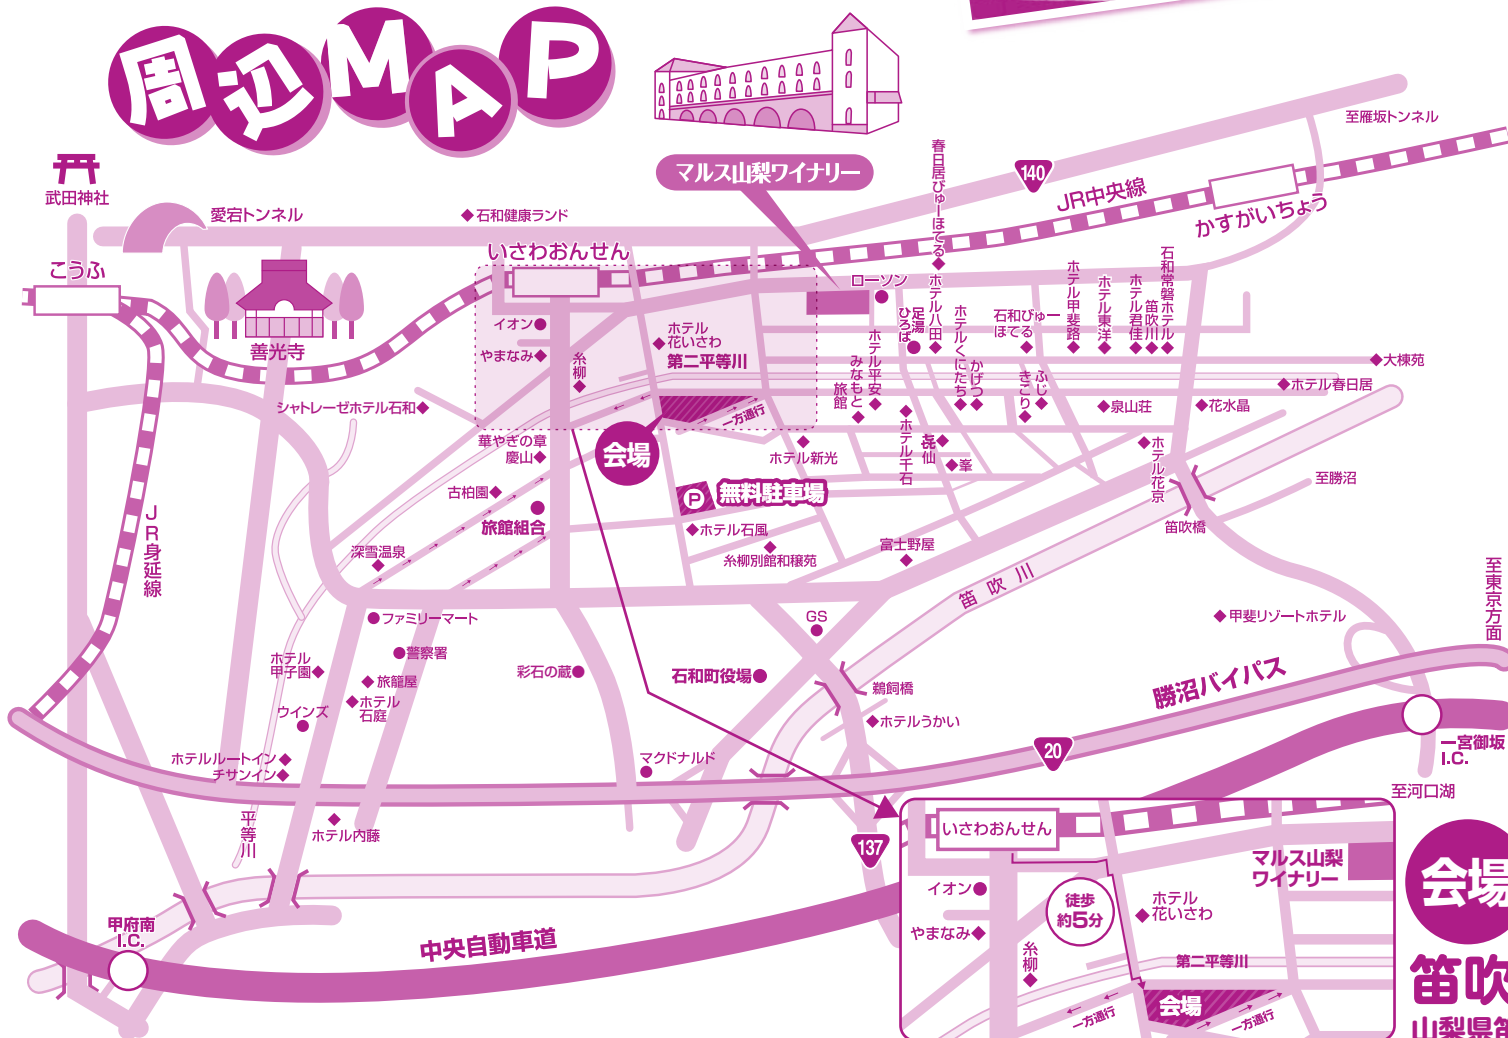 周辺MAP
武田神社
愛宕トンネル
こうふ
善光寺
石和健康ランド
いさわおんせん
マルス山梨ワイナリー
140
JR中央線
かすがいちょう
至雁坂トンネル
春日居びゅーほてる
ローソン
イオン
やまなみ
糸柳
ホテル
花いさわ
第二平等川
一方通行
会場
足湯
ひろば
ホテル八田
ホテルくにたち
かげつ
石和びゅー
ほてる
ホテル甲斐路
ホテル東洋
ホテル君佳
笛吹川
石和常磐ホテル
大棟苑
ホテル春日居
ホテル平安
みなもと
旅館
きこり
ふじ
泉山荘
花水晶
シャトレーゼホテル石和
華やぎの章
慶山
古柏園
旅館組合
深雪温泉
P
無料駐車場
ホテル新光
ホテル千石
㐂仙
峯
ホテル花京
至勝沼
笛吹橋
ホテル石風
糸柳別館和穣苑
富士野屋
笛吹川
JR身延線
ファミリーマート
警察署
ホテル
甲子園
旅籠屋
ホテル
石庭
ウインズ
彩石の蔵
石和町役場
GS
鵜飼橋
ホテルうかい
甲斐リゾートホテル
至東京方面
勝沼バイパス
20
一宮御坂
I.C.
至河口湖
ホテルルートイン
チサンイン
マクドナルド
平等川
ホテル内藤
137
甲府南
I.C.
中央自動車道
いさわおんせん
マルス山梨
ワイナリー
イオン
やまなみ
糸柳
徒歩
約5分
ホテル
花いさわ
第二平等川
会場
一方通行
一方通行
会場
笛吹
山梨県笛